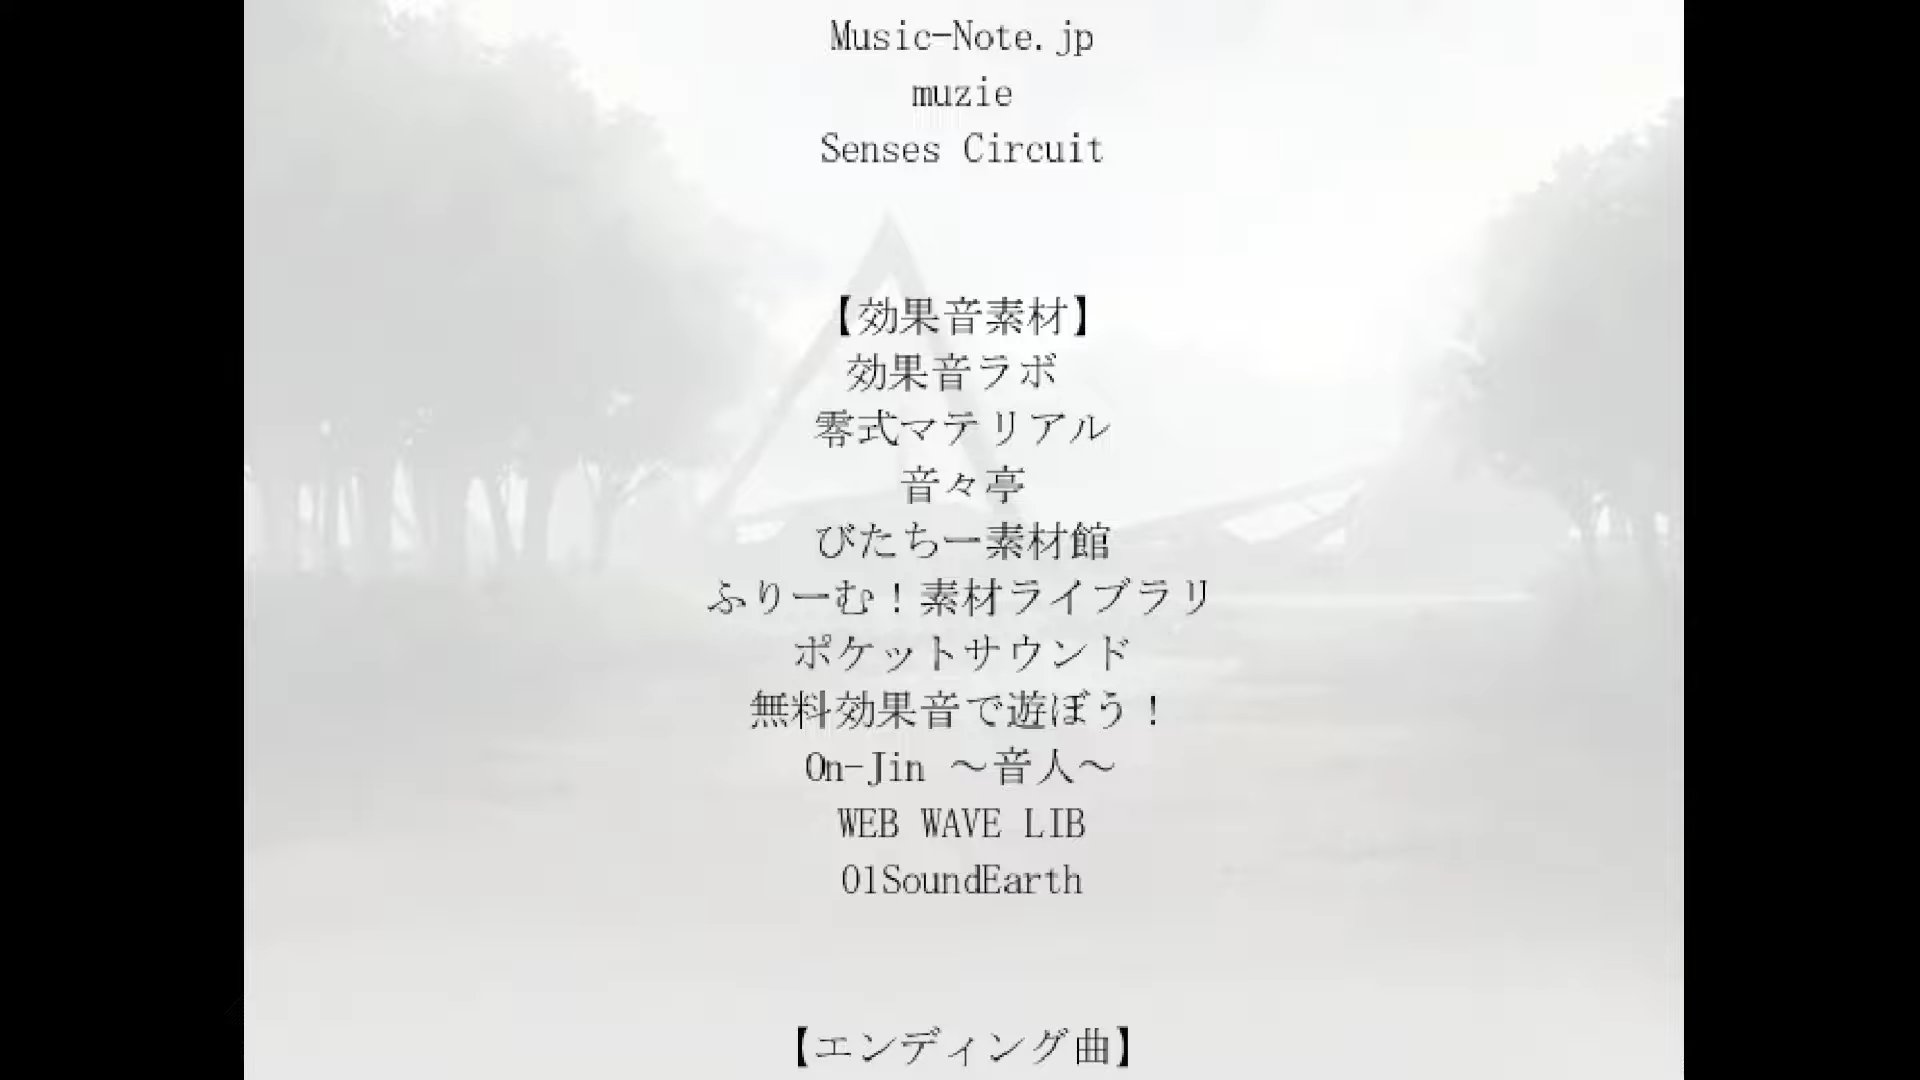 Music-Note.jp
muzie
Senses Circuit
【効果音素材】
効果音ラボ
零式マテリアル
音々亭
びたちー素材館
ふりーむ！素材ライブラリ
ポケットサウンド
無料効果音で遊ぼう！
On-Jin ～音人～
WEB WAVE LIB
01SoundEarth
【エンディング曲】